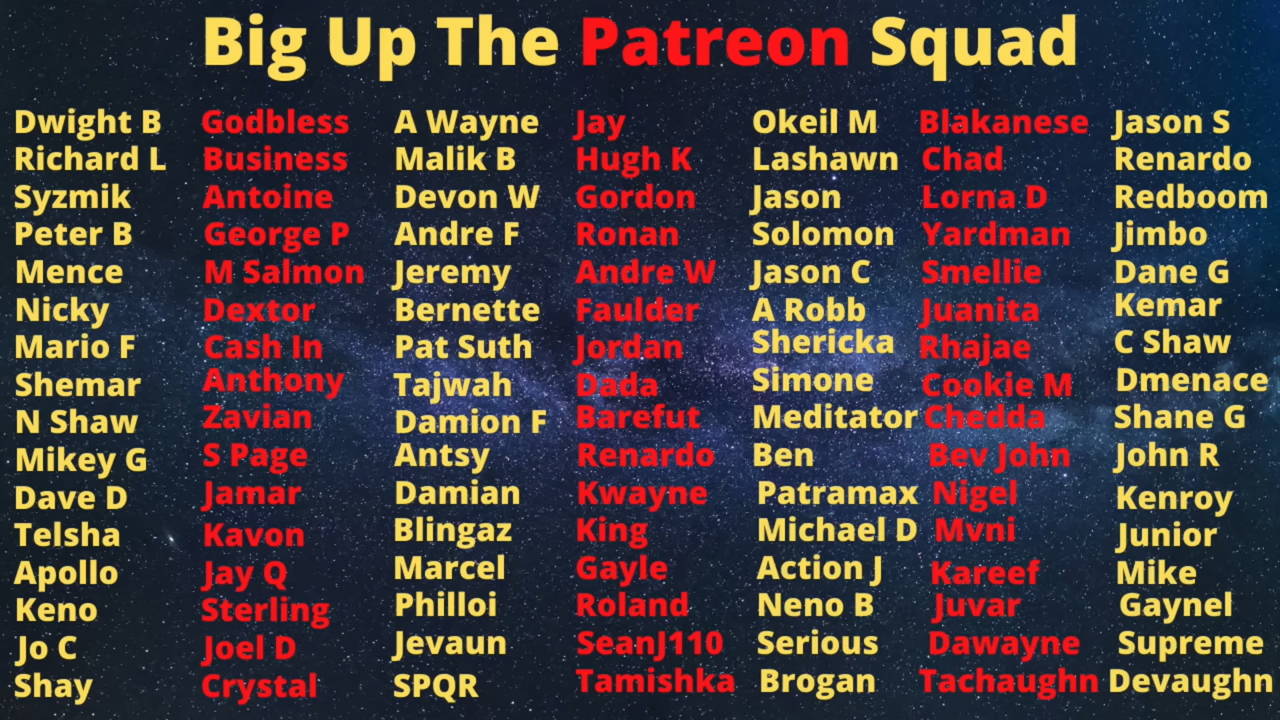 Big Up The Patreon Squad
Dwight B Godbless A Wayne Jay Okeil M Blakanese Jason S
Richard L Business Malik B Hugh K Lashawn Chad Renardo
Syzmik Antoine Devon W Gordon Jason Lorna D Redboom
Peter B George P Andre F Ronan Solomon Yardman Jimbo
Mence M Salmon Jeremy Andre W Jason C Smellie Dane G
Nicky Dextor Bernette Faulder A Robb Juanita Kemar
Mario F Cash In Pat Suth Jordan Shericka Rhajae C Shaw
Shemar Anthony Tajwah Dada Simone Cookie M Dmenace
N Shaw Zavian Damion F Barefut Meditator Chedda Shane G
Mikey G S Page Antsy Renardo Ben Bev John John R
Dave D Jamar Damian Kwayne Patramax Nigel Kenroy
Telsha Kavon Blingaz King Michael D Mvni Junior
Apollo Jay Q Marcel Gayle Action J Kareef Mike
Keno Sterling Philloi Roland Neno B Juvar Gaynel
Jo C Joel D Jevaun SeanJ110 Serious Dawayne Supreme
Shay Crystal SPQR Tamishka Brogan Tachaughn Devaughn